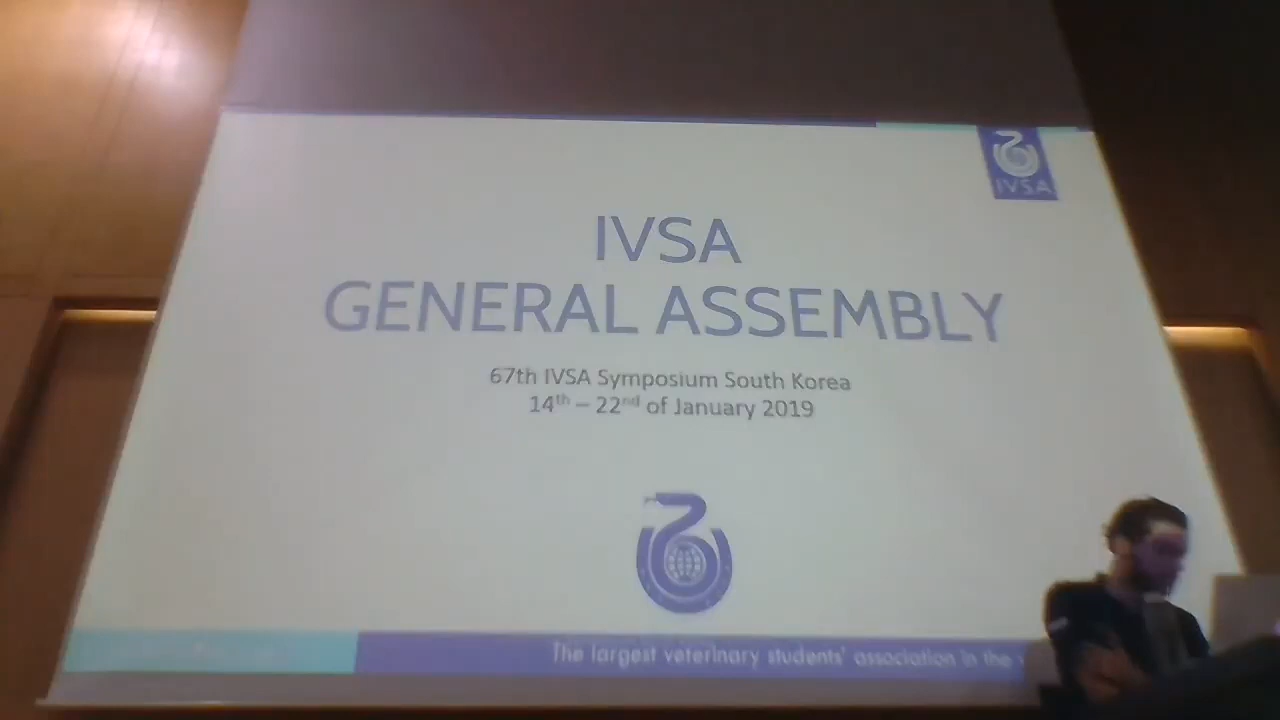 IVSA
IVSA
GENERAL ASSEMBLY
67th IVSA Symposium South Korea
14th – 22nd of January 2019
The largest veterinary students' association in the